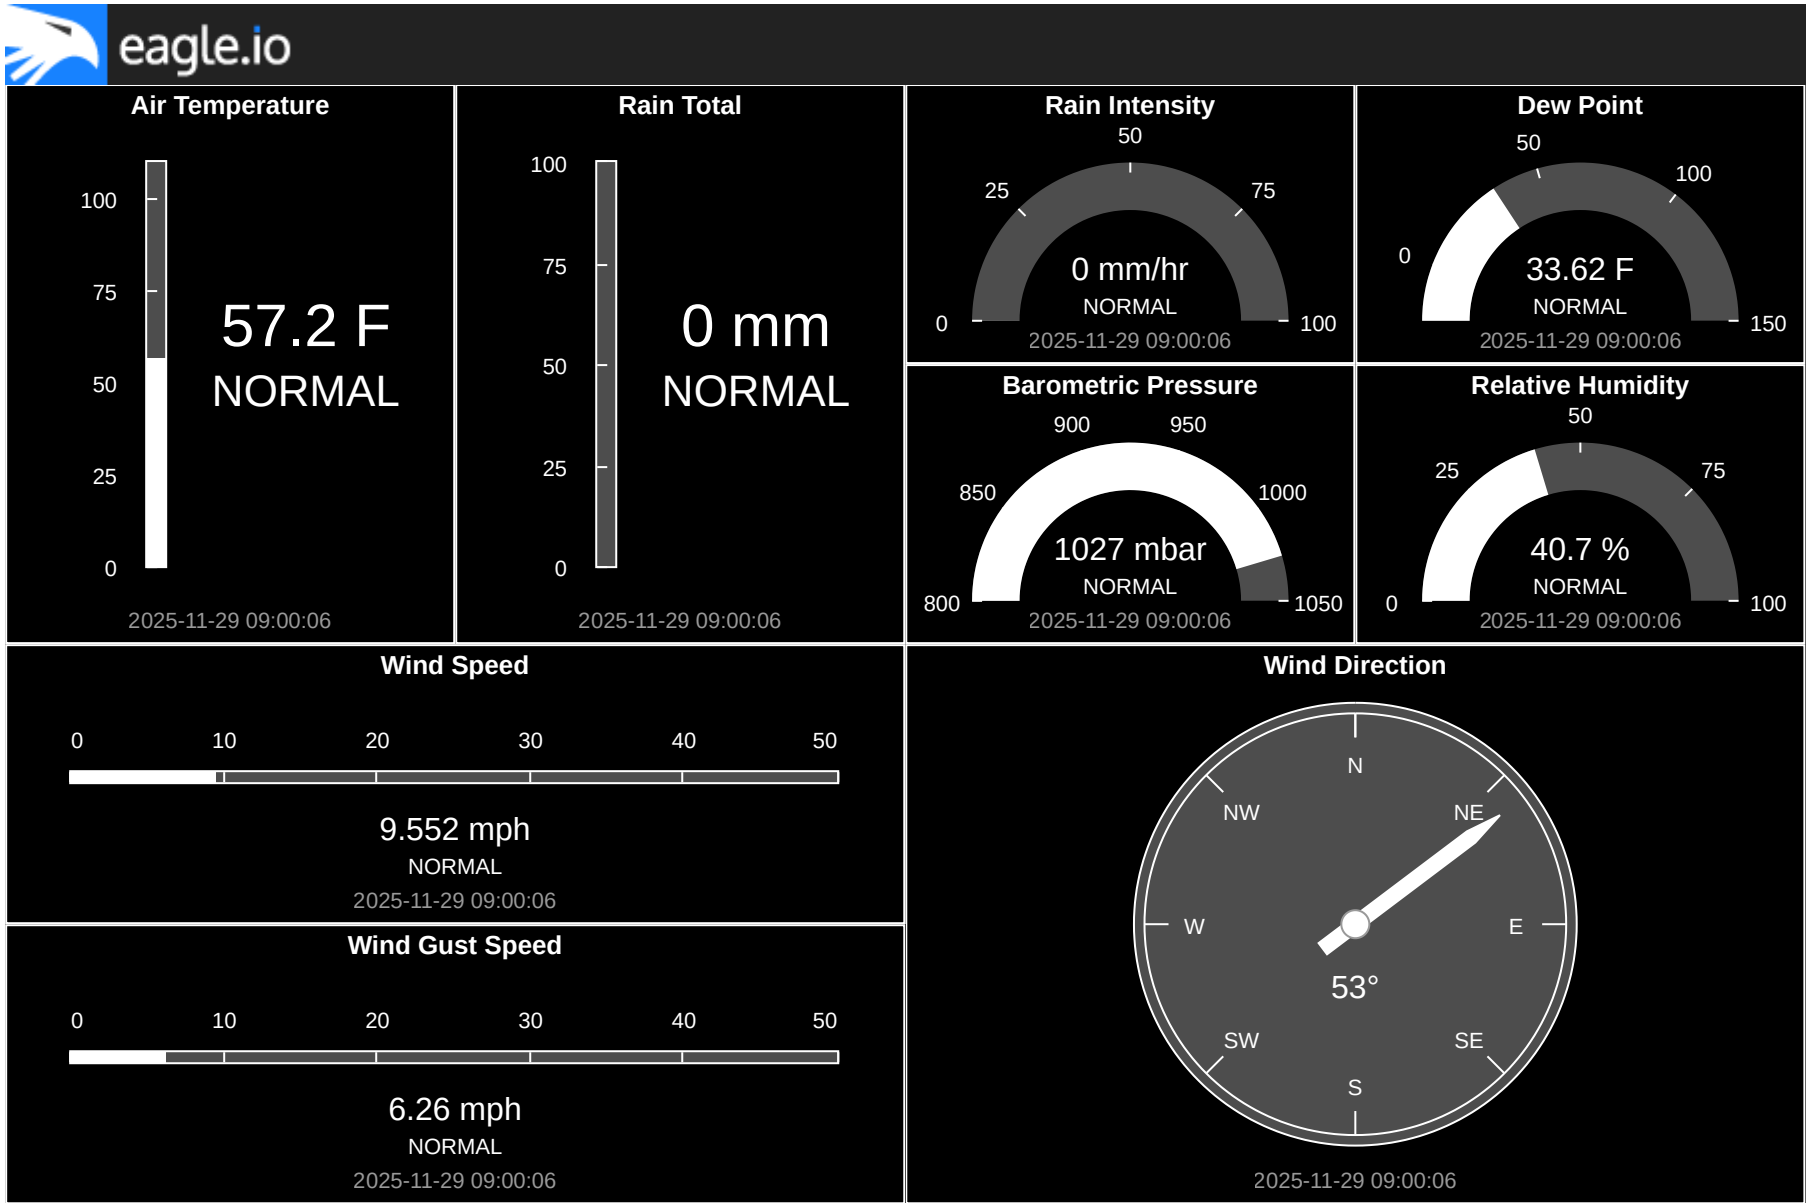 eagle.io
Air Temperature
100
75
50
25
0
57.2 F
NORMAL
2025-11-29 09:00:06
Rain Total
100
75
50
25
0
0 mm
NORMAL
2025-11-29 09:00:06
Rain Intensity
50
25
75
0
100
0 mm/hr
NORMAL
2025-11-29 09:00:06
Dew Point
50
100
0
150
33.62 F
NORMAL
2025-11-29 09:00:06
Barometric Pressure
900
950
850
1000
800
1050
1027 mbar
NORMAL
2025-11-29 09:00:06
Relative Humidity
50
25
75
0
100
40.7 %
NORMAL
2025-11-29 09:00:06
Wind Speed
0 10 20 30 40 50
9.552 mph
NORMAL
2025-11-29 09:00:06
Wind Gust Speed
0 10 20 30 40 50
6.26 mph
NORMAL
2025-11-29 09:00:06
Wind Direction
N
NW NE
W E
53°
SW SE
S
2025-11-29 09:00:06